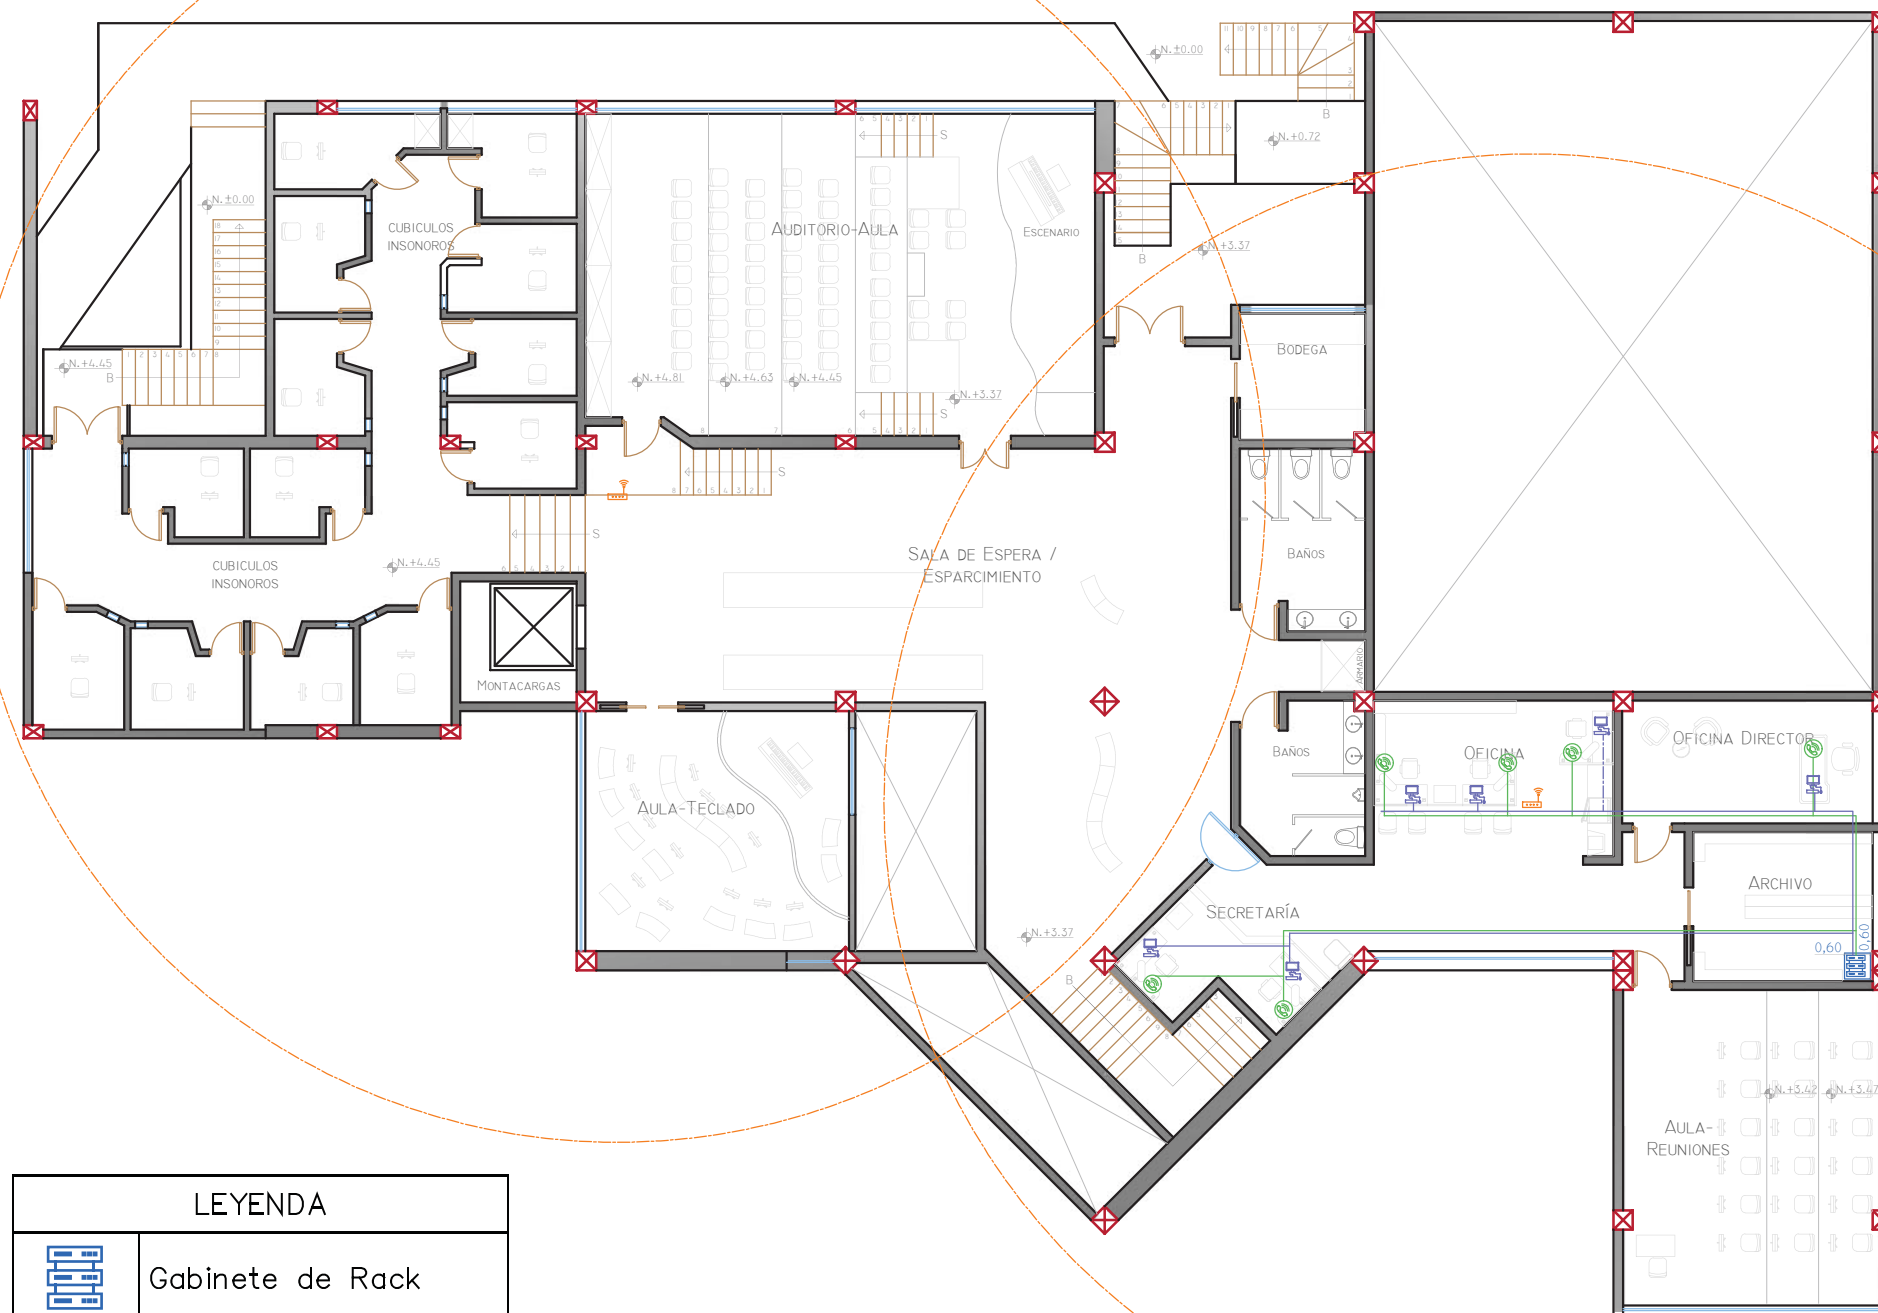 N.±0.00
B
N.+0.72
B
N.+3.37
N.±0.00
CUBICULOS
INSONOROS
S
AUDITORIO-AULA
ESCENARIO
BODEGA
N.+4.45
B
N.+4.81
N.+4.63
N.+4.45
N.+3.37
S
S
S
CUBICULOS
INSONOROS
N.+4.45
SALA DE ESPERA /
ESPARCIMIENTO
BAÑOS
ARMARIO
MONTACARGAS
BAÑOS
OFICINA
OFICINA DIRECTOR
AULA-TECLADO
ARCHIVO
SECRETARÍA
N.+3.37
0,60
0,60
B
N.+3.42
N.+3.47
AULA-
REUNIONES
LEYENDA
Gabinete de Rack